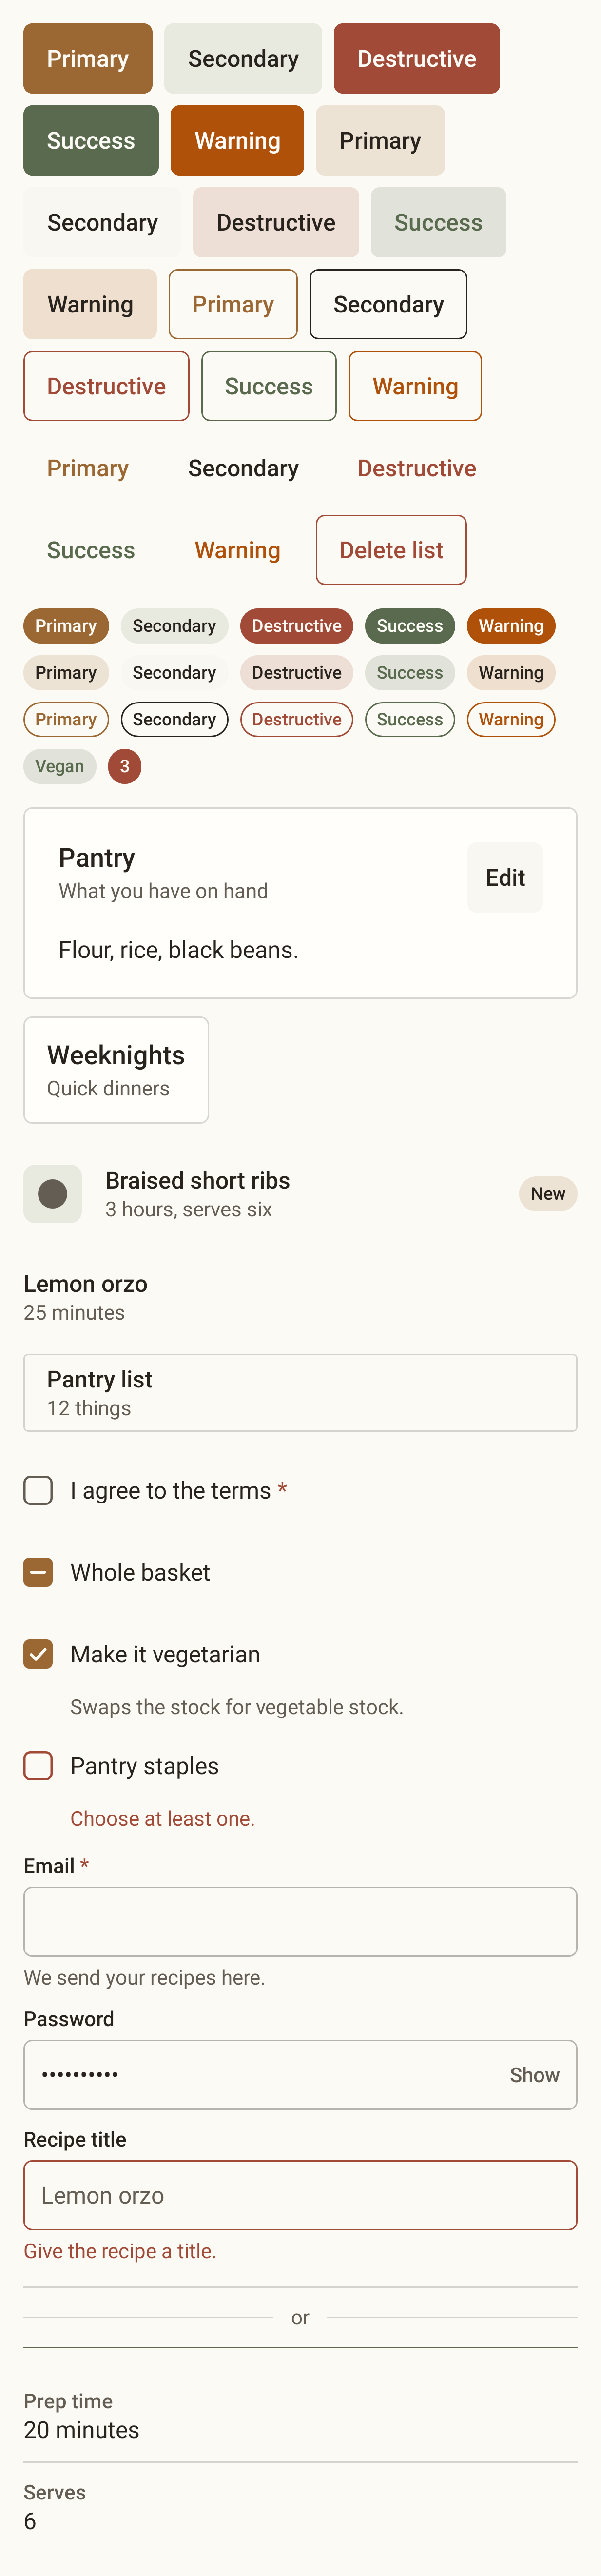 Primary Secondary Destructive
Success Warning Primary
Secondary Destructive Success
Warning Primary Secondary
Destructive Success Warning
Primary Secondary Destructive
Success Warning Delete list
Primary Secondary Destructive Success Warning
Primary Secondary Destructive Success Warning
Primary Secondary Destructive Success Warning
Vegan 3
Pantry
What you have on hand
Edit
Flour, rice, black beans.
Weeknights
Quick dinners
Braised short ribs
3 hours, serves six
New
Lemon orzo
25 minutes
Pantry list
12 things
I agree to the terms *
Whole basket
Make it vegetarian
Swaps the stock for vegetable stock.
Pantry staples
Choose at least one.
Email *
We send your recipes here.
Password
•••••••••• Show
Recipe title
Lemon orzo
Give the recipe a title.
or
Prep time
20 minutes
Serves
6